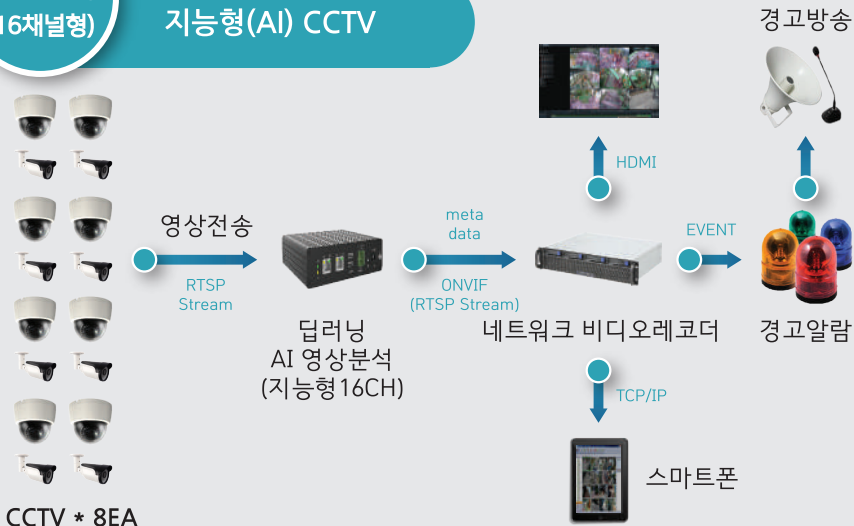 16채널형)
지능형(AI) CCTV
경고방송
HDMI
영상전송
RTSP
Stream
meta
data
ONVIF
(RTSP Stream)
EVENT
딥러닝
AI 영상분석
(지능형16CH)
네트워크 비디오레코더
경고알람
TCP/IP
스마트폰
CCTV * 8EA